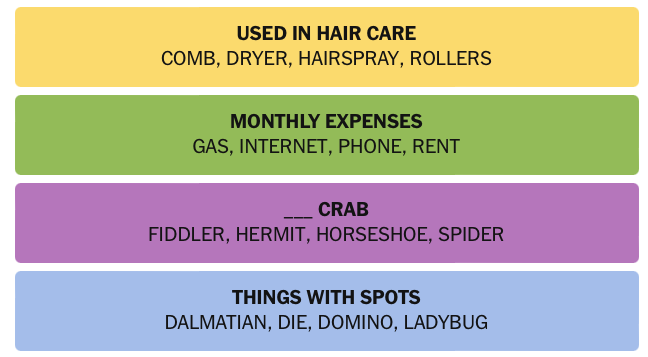 USED IN HAIR CARE
COMB, DRYER, HAIRSPRAY, ROLLERS
MONTHLY EXPENSES
GAS, INTERNET, PHONE, RENT
___ CRAB
FIDDLER, HERMIT, HORSESHOE, SPIDER
THINGS WITH SPOTS
DALMATIAN, DIE, DOMINO, LADYBUG